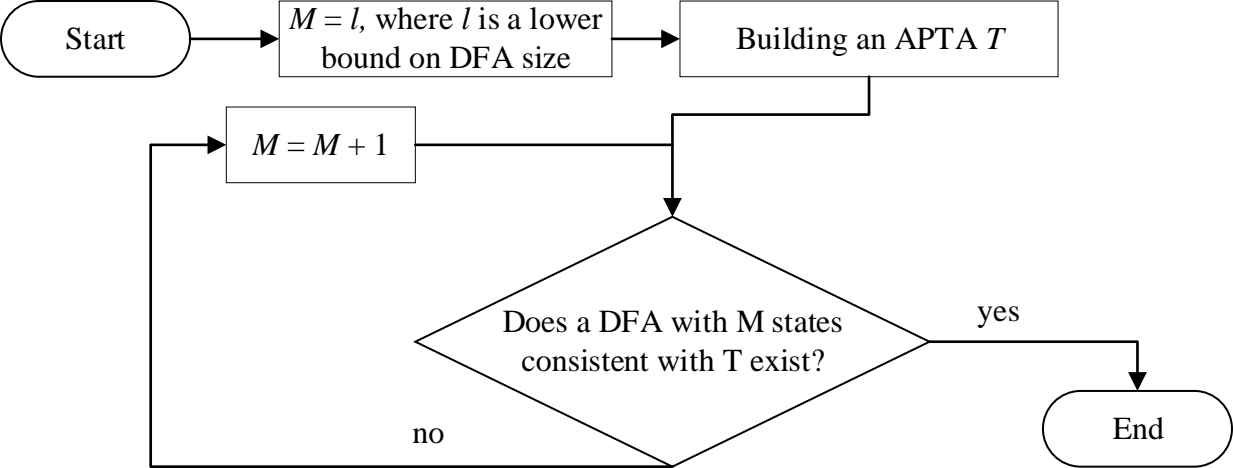 Start
M = l, where l is a lower
bound on DFA size
Building an APTA T
M = M + 1
Does a DFA with M states
consistent with T exist?
yes
no
End